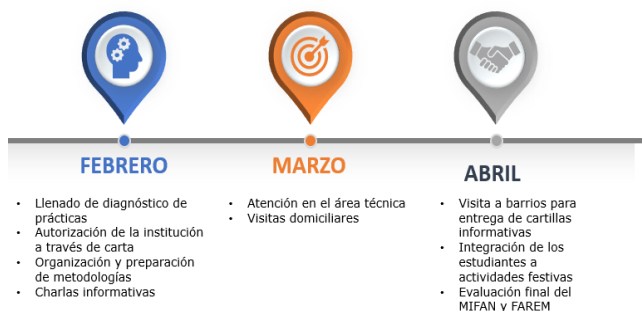 FEBRERO
• Llenado de diagnóstico de
prácticas
• Autorización de la institución
a través de carta
• Organización y preparación
de metodologías
• Charlas informativas
MARZO
• Atención en el área técnica
• Visitas domiciliares
ABRIL
• Visita a barrios para
entrega de cartillas
informativas
• Integración de los
estudiantes a
actividades festivas
• Evaluación final del
MIFAN y FAREM